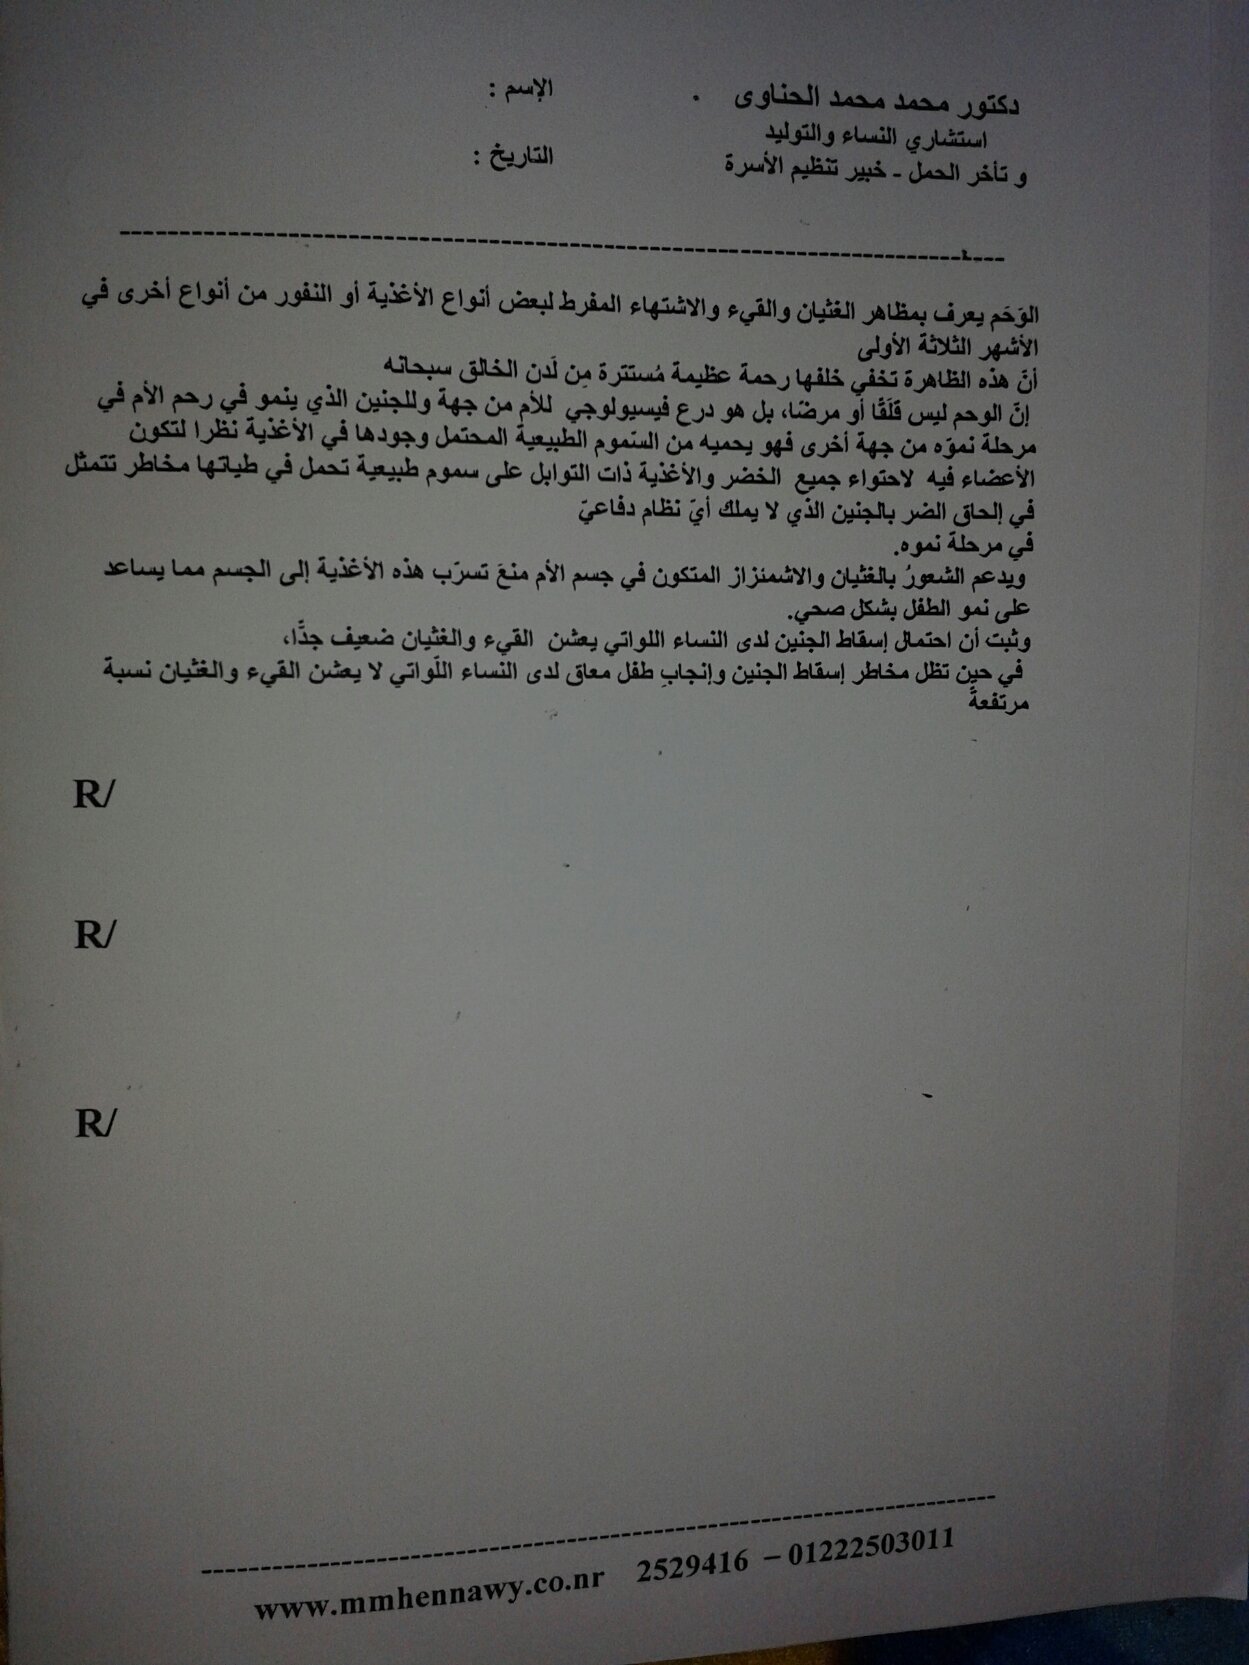 دكتور محمد محمد الحناوى . الإسم :
استشاري النساء والتوليد
و تأخر الحمل - خبير تنظيم الأسرة التاريخ :
الوَحَم يعرف بمظاهر الغثيان والقيء والاشتهاء المفرط لبعض أنواع الأغذية أو النفور من أنواع أخرى في
الأشهر الثلاثة الأولى
أنّ هذه الظاهرة تخفي خلفها رحمة عظيمة مُستترة مِن لَدن الخالق سبحانه
إنّ الوحم ليس قلَقًا أو مرضًا، بل هو درع فيسيولوجي للأم من جهة وللجنين الذي ينمو في رحم الأم في
مرحلة نموّه من جهة أخرى فهو يحميه من السّموم الطبيعية المحتمل وجودها في الأغذية نظرا لتكون
الأعضاء فيه لاحتواء جميع الخضر والأغذية ذات التوابل على سموم طبيعية تحمل في طياتها مخاطر تتمثل
في إلحاق الضر بالجنين الذي لا يملك أيّ نظام دفاعيّ
في مرحلة نموه.
ويدعم الشعورُ بالغثيان والاشمئزاز المتكون في جسم الأم منعَ تسرّب هذه الأغذية إلى الجسم مما يساعد
على نمو الطفل بشكل صحي.
وثبت أن احتمال إسقاط الجنين لدى النساء اللواتي يعشن القيء والغثيان ضعيف جدًّا،
في حين تظل مخاطر إسقاط الجنين وإنجابِ طفل معاق لدى النساء اللّواتي لا يعشن القيء والغثيان نسبة
مرتفعةً
R/
R/
R/
www.mmhennawy.co.nr 2529416 – 01222503011